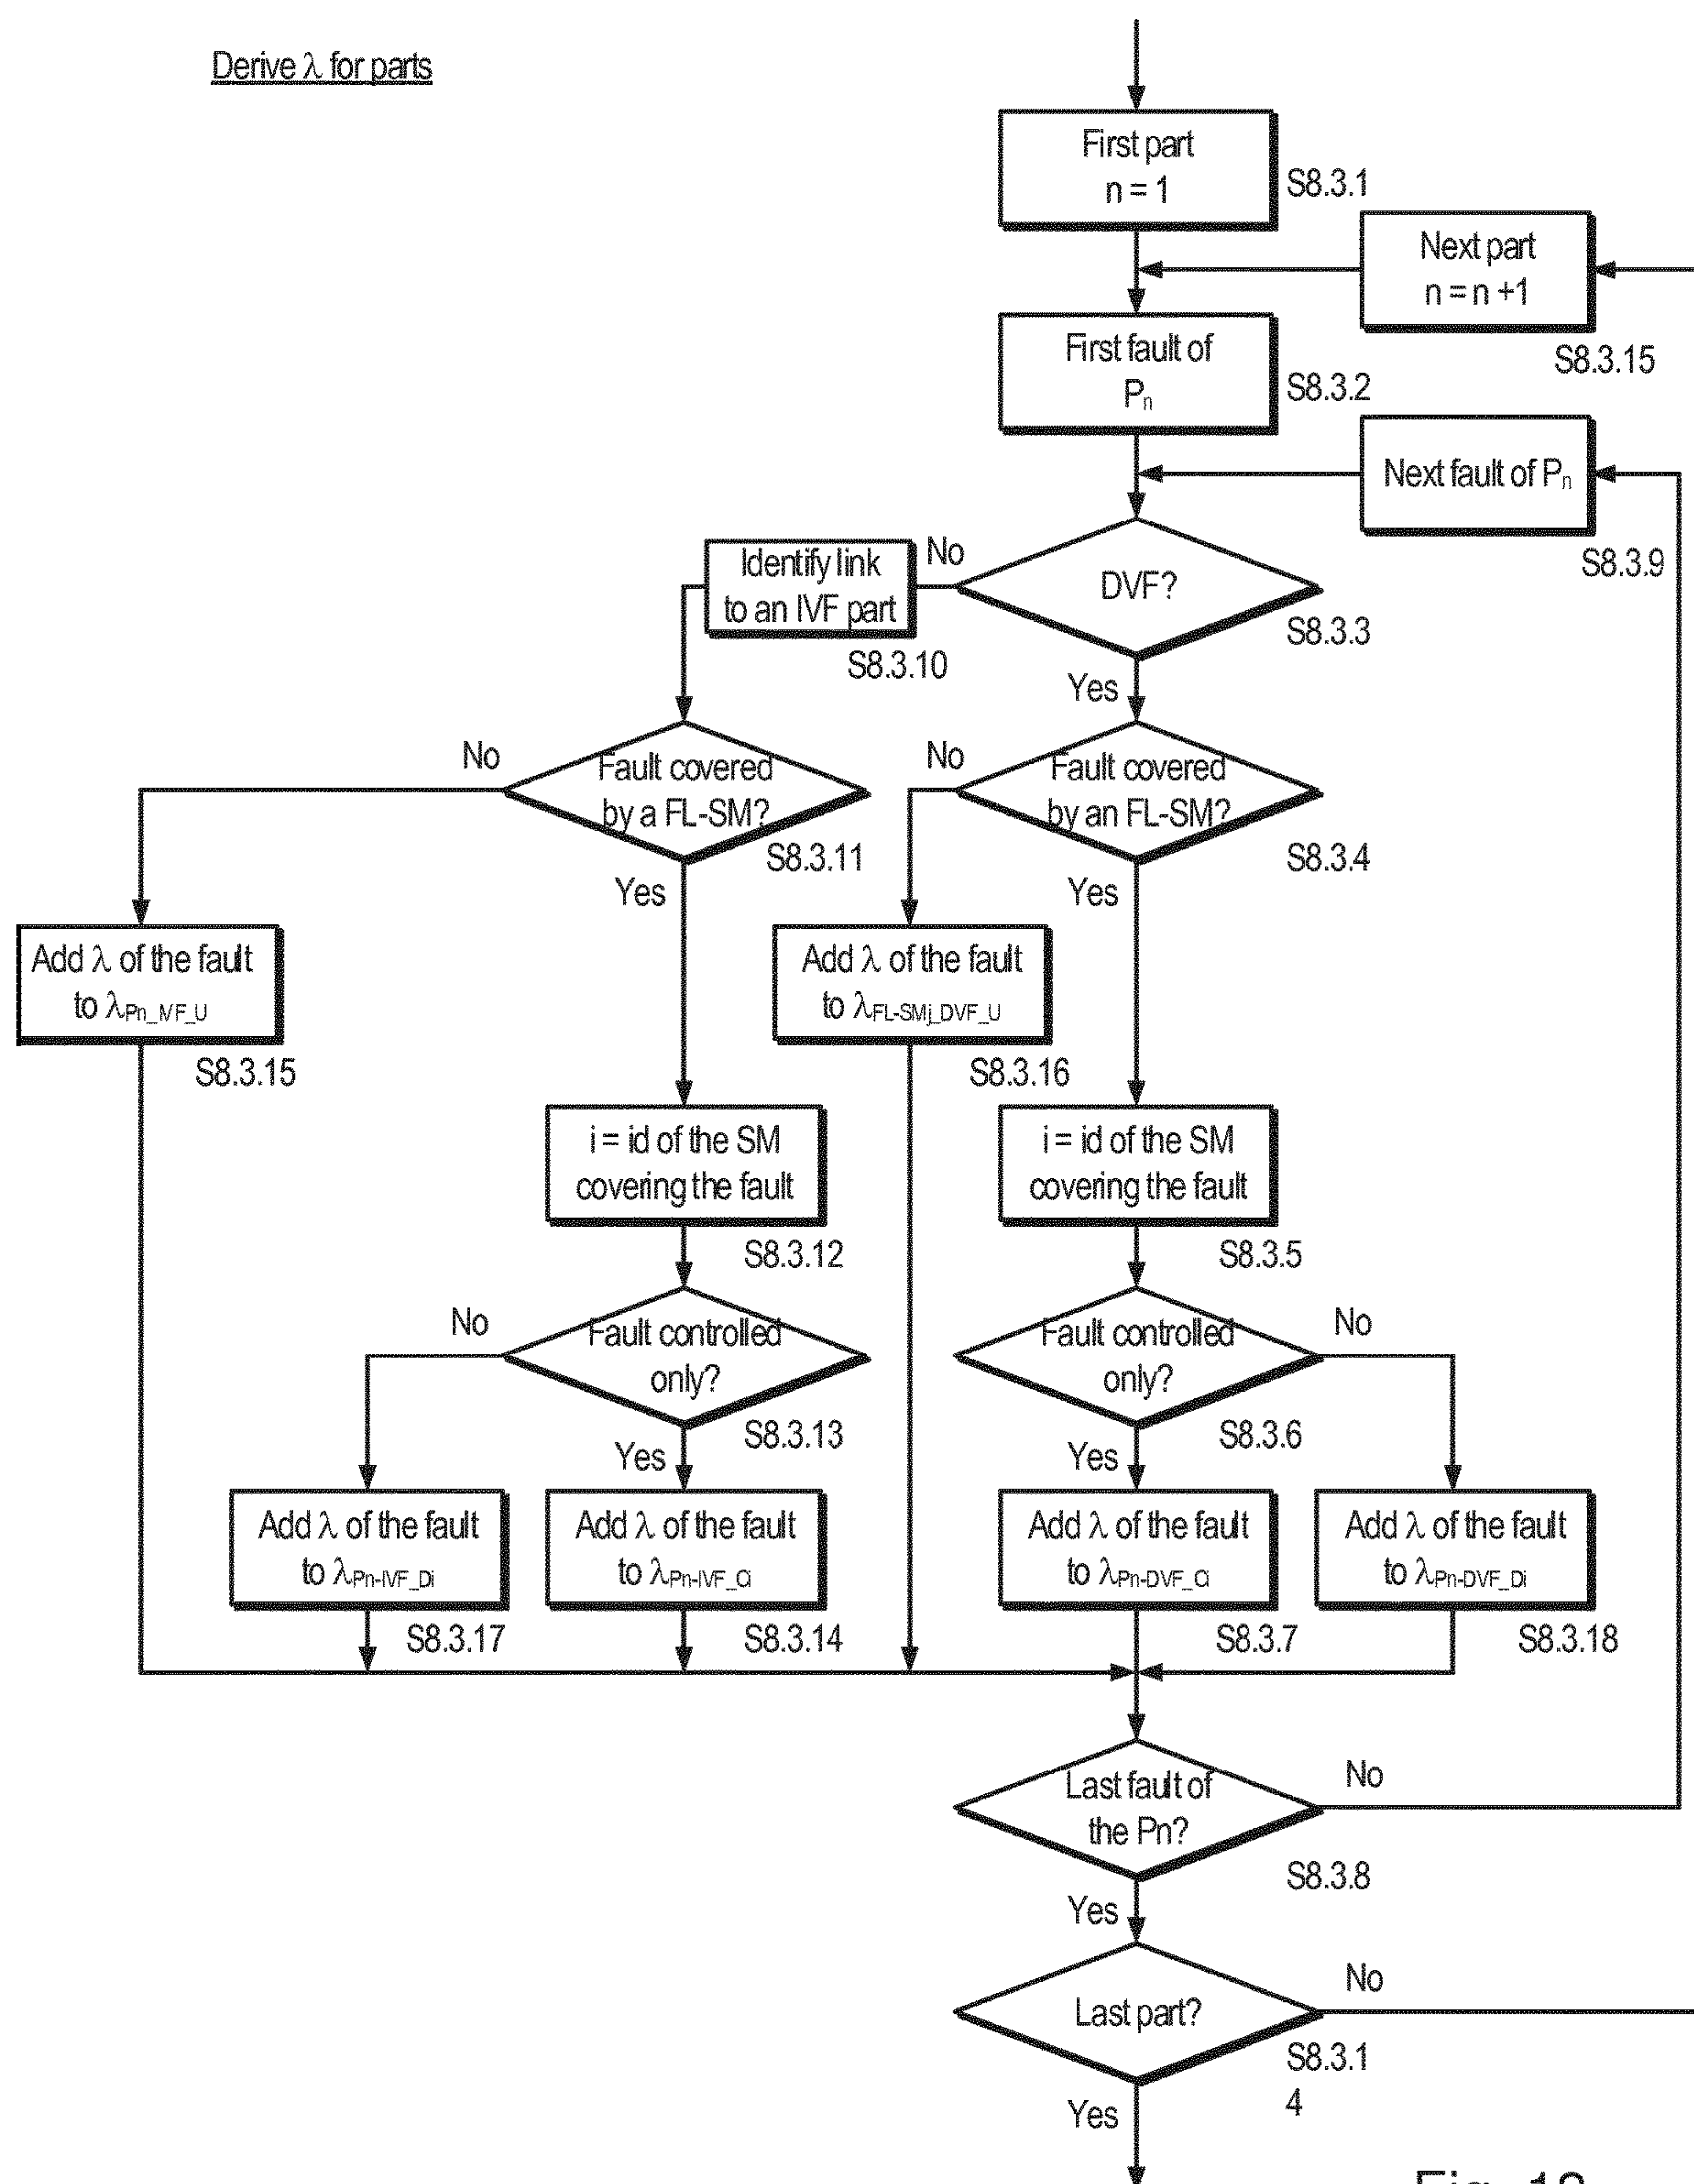 Derive λ for parts
First part
n = 1
S8.3.1
Next part
n = n +1
S8.3.15
First fault of
Pn
S8.3.2
Next fault of Pn
S8.3.9
Identify link
to an IVF part
S8.3.10
No
DVF?
S8.3.3
Yes
No
Fault covered
by a FL-SM?
S8.3.11
Yes
No
Fault covered
by an FL-SM?
S8.3.4
Yes
Add λ of the fault
to λPn_IVF_U
S8.3.15
Add λ of the fault
to λFL-SMj_DVF_U
S8.3.16
i = id of the SM
covering the fault
S8.3.12
i = id of the SM
covering the fault
S8.3.5
No
Fault controlled
only?
S8.3.13
Yes
Fault controlled
only?
No
S8.3.6
Yes
Add λ of the fault
to λPn-IVF_Di
S8.3.17
Add λ of the fault
to λPn-IVF_Ci
S8.3.14
Add λ of the fault
to λPn-DVF_Ci
S8.3.7
Add λ of the fault
to λPn-DVF_Di
S8.3.18
Last fault of
the Pn?
No
S8.3.8
Yes
Last part?
No
S8.3.1
4
Yes